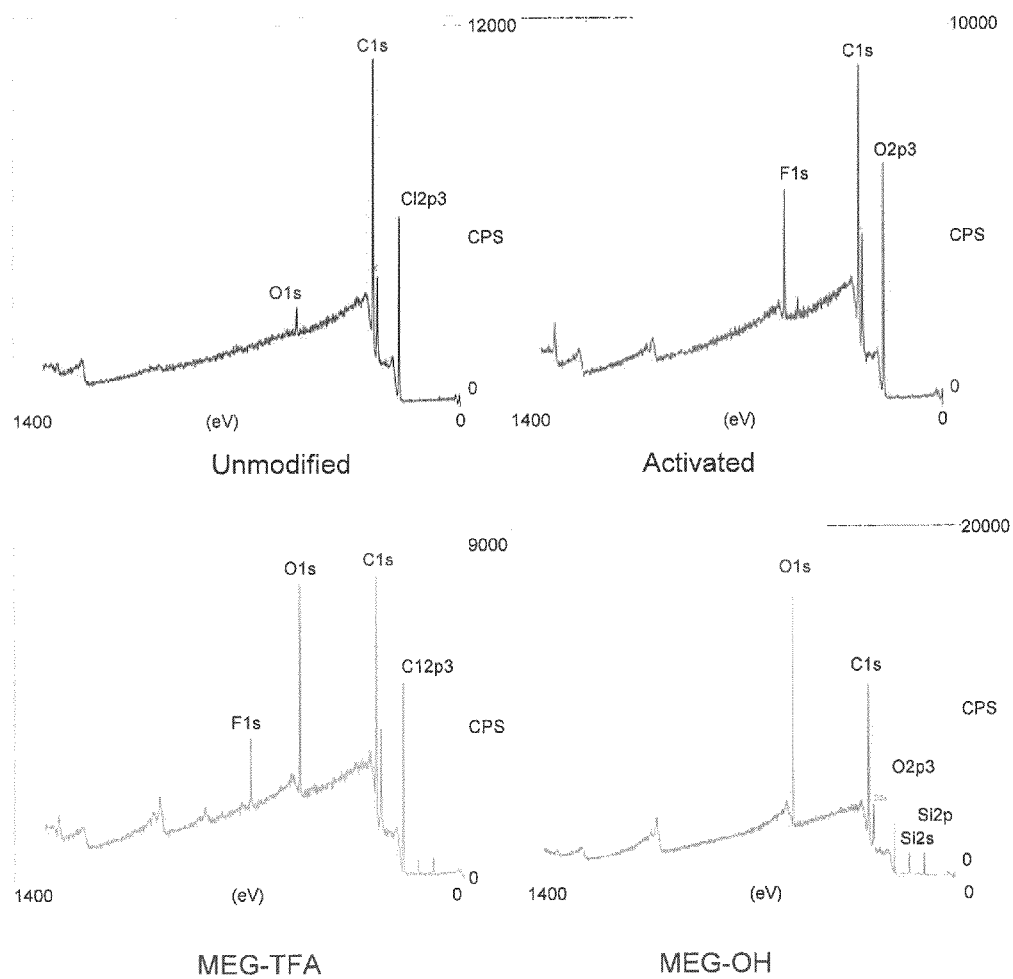 12000
C1s
Cl2p3
CPS
O1s
0
1400 (eV) 0
Unmodified
10000
C1s
O2p3
F1s
CPS
0
1400 (eV) 0
Activated
9000
O1s
C1s
C12p3
F1s
CPS
0
1400 (eV) 0
MEG-TFA
20000
O1s
C1s
CPS
O2p3
Si2p
Si2s
0
1400 (eV) 0
MEG-OH